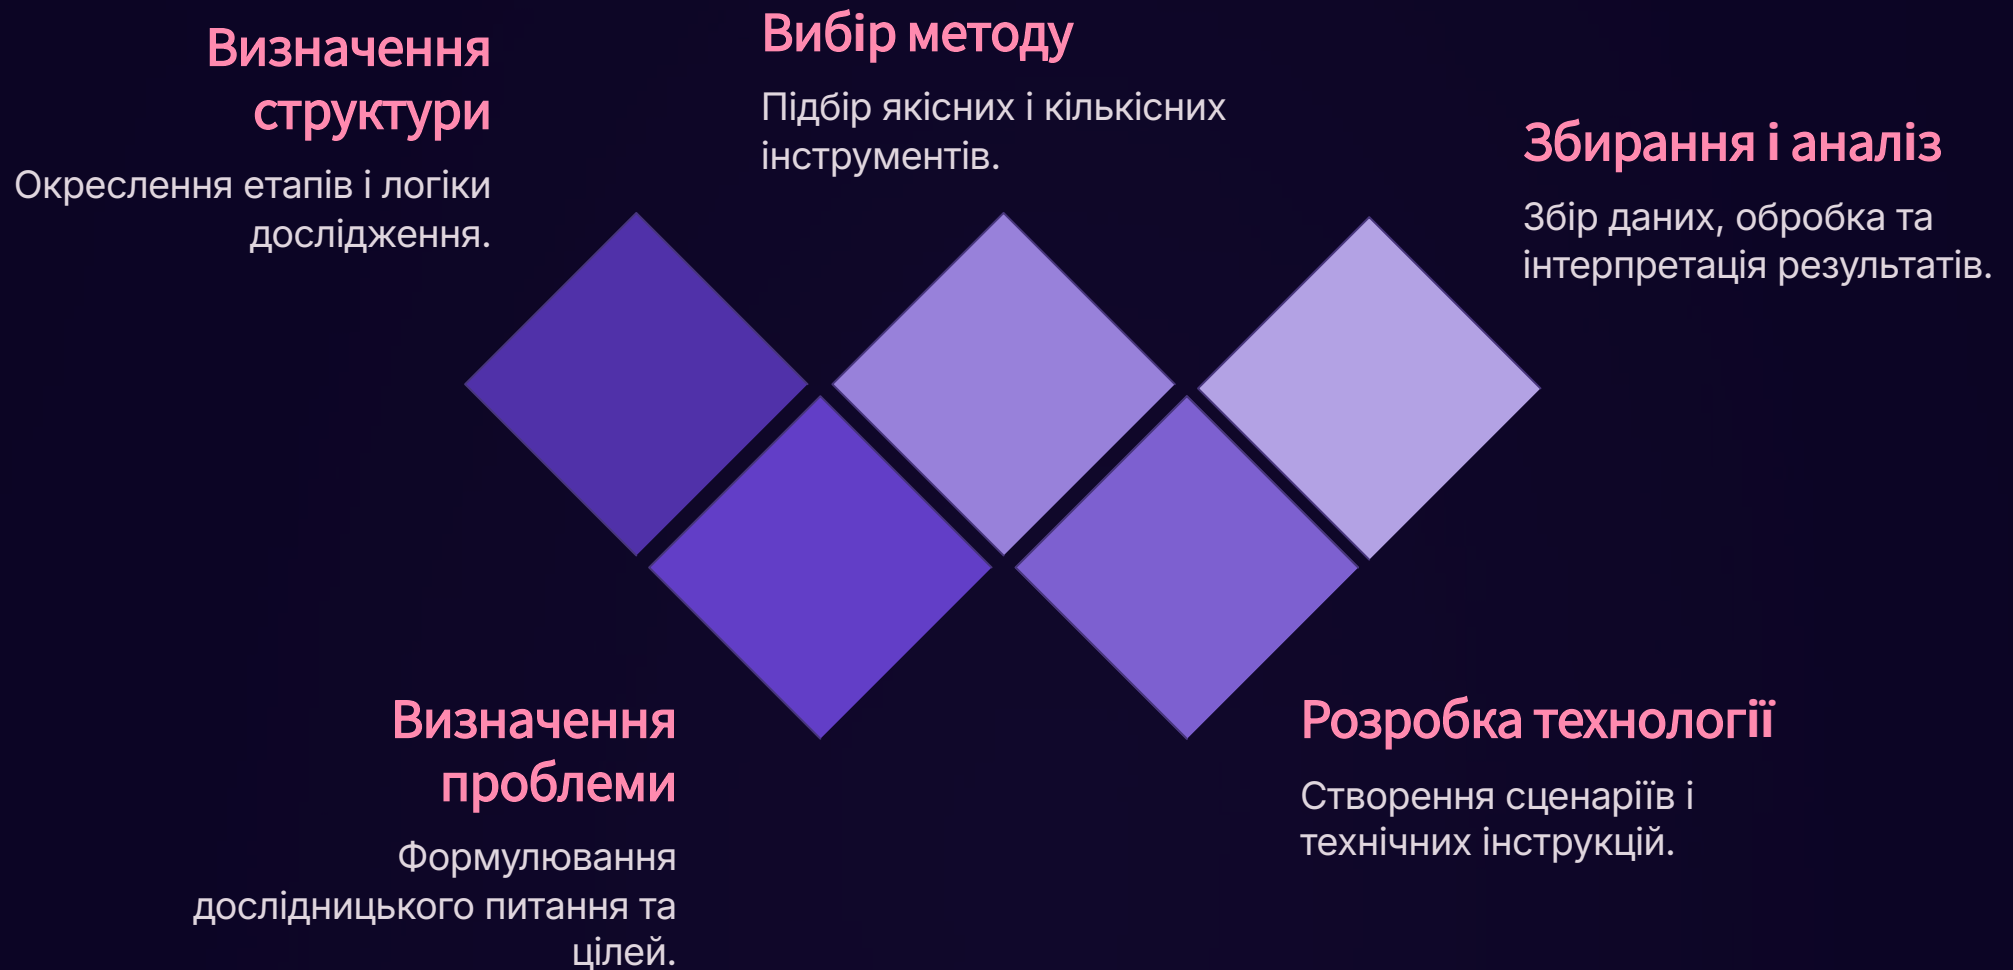 Визначення
структури
Окреслення етапів і логіки
дослідження.
Вибір методу
Підбір якісних і кількісних
інструментів.
Збирання і аналіз
Збір даних, обробка та
інтерпретація результатів.
Визначення
проблеми
Формулювання
дослідницького питання та
цілей.
Розробка технології
Створення сценаріїв і
технічних інструкцій.